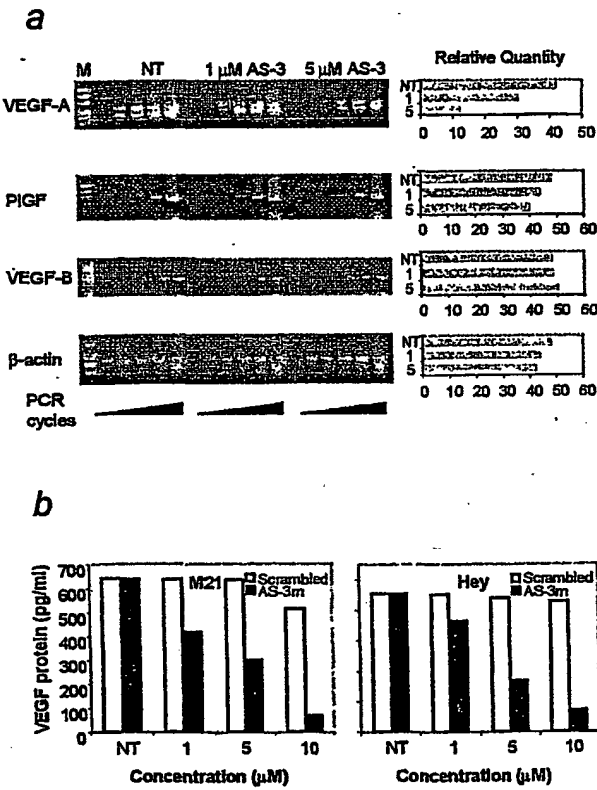 a
M NT 1 µM AS-3 5 µM AS-3 Relative Quantity
VEGF-A
NT
1
5
0 10 20 30 40 50
PlGF
NT
1
5
0 10 20 30 40 50 60
VEGF-B
NT
1
5
0 10 20 30 40 50 60
β-actin
NT
1
5
0 10 20 30 40 50 60
PCR
cycles
b
VEGF protein (pg/ml)
700
600
500
400
300
200
100
0
M21
Scrambled
AS-3m
NT 1 5 10
Concentration (µM)
Hey
Scrambled
AS-3m
NT 1 5 10
Concentration (µM)